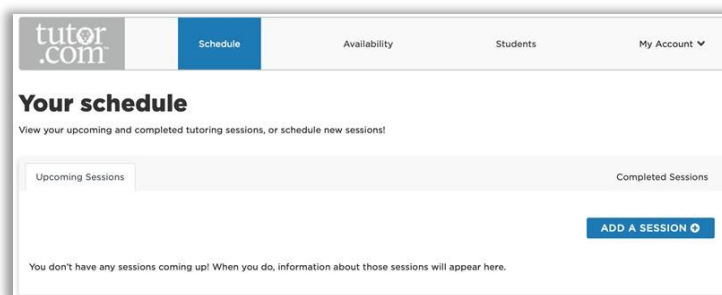 tutor
.com
Schedule
Availability
Students
My Account
Your schedule
View your upcoming and completed tutoring sessions, or schedule new sessions!
Upcoming Sessions
Completed Sessions
ADD A SESSION
You don't have any sessions coming up! When you do, information about those sessions will appear here.